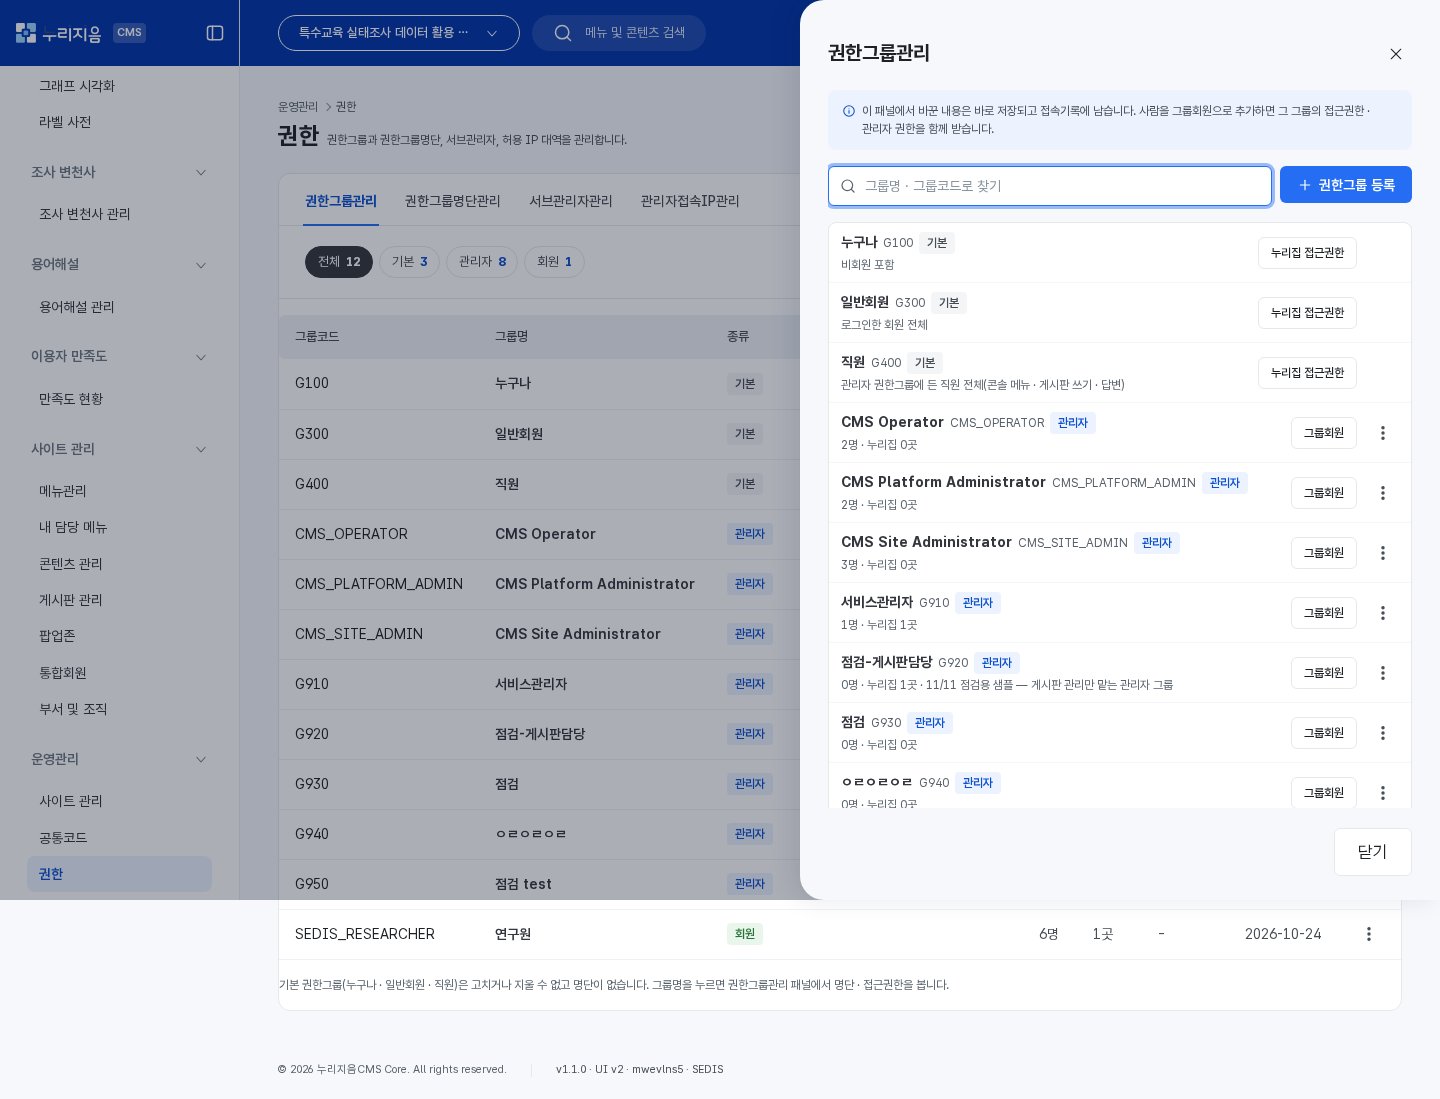 누리지음 CMS
특수교육 실태조사 데이터 활용 ···
메뉴 및 콘텐츠 검색
그래프 시각화
라벨 사전
조사 변천사
조사 변천사 관리
용어해설
용어해설 관리
이용자 만족도
만족도 현황
사이트 관리
메뉴관리
내 담당 메뉴
콘텐츠 관리
게시판 관리
팝업존
통합회원
부서 및 조직
운영관리
사이트 관리
공통코드
권한
운영관리 > 권한
권한 권한그룹과 권한그룹명단, 서브관리자, 허용 IP 대역을 관리합니다.
권한그룹관리 권한그룹명단관리 서브관리자관리 관리자접속IP관리
전체 12 기본 3 관리자 8 회원 1
그룹코드 그룹명 종류
G100 누구나 기본
G300 일반회원 기본
G400 직원 기본
CMS_OPERATOR CMS Operator 관리자
CMS_PLATFORM_ADMIN CMS Platform Administrator 관리자
CMS_SITE_ADMIN CMS Site Administrator 관리자
G910 서비스관리자 관리자
G920 점검-게시판담당 관리자
G930 점검 관리자
G940 ㅇㄹㅇㄹㅇㄹ 관리자
G950 점검 test 관리자
SEDIS_RESEARCHER 연구원 회원 6명 1곳 - 2026-10-24
기본 권한그룹(누구나 · 일반회원 · 직원)은 고치거나 지울 수 없고 명단이 없습니다. 그룹명을 누르면 권한그룹관리 패널에서 명단 · 접근권한을 봅니다.
© 2026 누리지음CMS Core. All rights reserved. v1.1.0 · UI v2 · mwevlns5 · SEDIS
권한그룹관리
이 패널에서 바꾼 내용은 바로 저장되고 접속기록에 남습니다. 사람을 그룹회원으로 추가하면 그 그룹의 접근권한 ·
관리자 권한을 함께 받습니다.
그룹명 · 그룹코드로 찾기
+ 권한그룹 등록
누구나 G100 기본
비회원 포함
누리집 접근권한
일반회원 G300 기본
로그인한 회원 전체
누리집 접근권한
직원 G400 기본
관리자 권한그룹에 든 직원 전체(콘솔 메뉴 · 게시판 쓰기 · 답변)
누리집 접근권한
CMS Operator CMS_OPERATOR 관리자
2명 · 누리집 0곳
그룹회원
CMS Platform Administrator CMS_PLATFORM_ADMIN 관리자
2명 · 누리집 0곳
그룹회원
CMS Site Administrator CMS_SITE_ADMIN 관리자
3명 · 누리집 0곳
그룹회원
서비스관리자 G910 관리자
1명 · 누리집 1곳
그룹회원
점검-게시판담당 G920 관리자
0명 · 누리집 1곳 · 11/11 점검용 샘플 — 게시판 관리만 맡는 관리자 그룹
그룹회원
점검 G930 관리자
0명 · 누리집 0곳
그룹회원
ㅇㄹㅇㄹㅇㄹ G940 관리자
0명 · 누리집 0곳
그룹회원
닫기